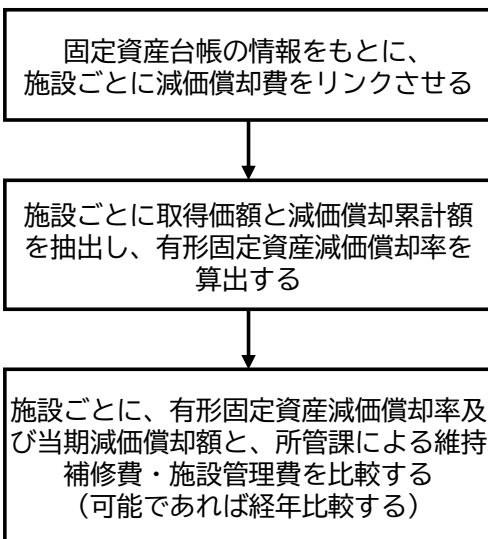 固定資産台帳の情報をもとに、
施設ごとに減価償却費をリンクさせる
施設ごとに取得価額と減価償却累計額
を抽出し、有形固定資産減価償却率を
算出する
施設ごとに、有形固定資産減価償却率及
び当期減価償却額と、所管課による維持
補修費・施設管理費を比較する
（可能であれば経年比較する）